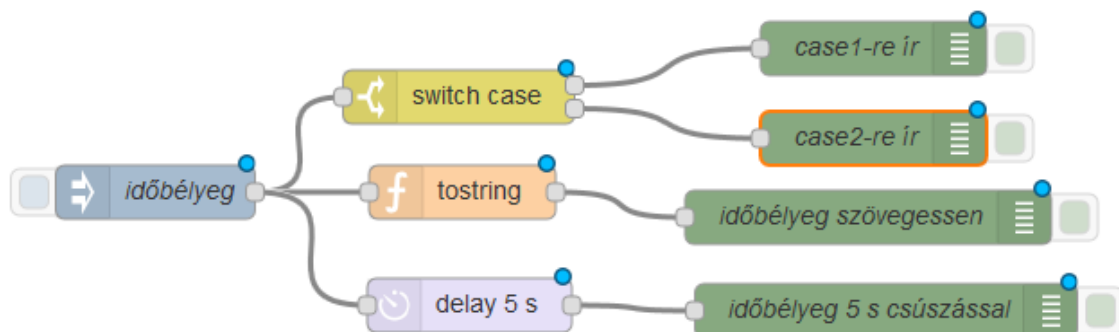 case1-re ír
switch case
case2-re ír
időbélyeg
tostring
időbélyeg szövegessen
delay 5 s
időbélyeg 5 s csúszással